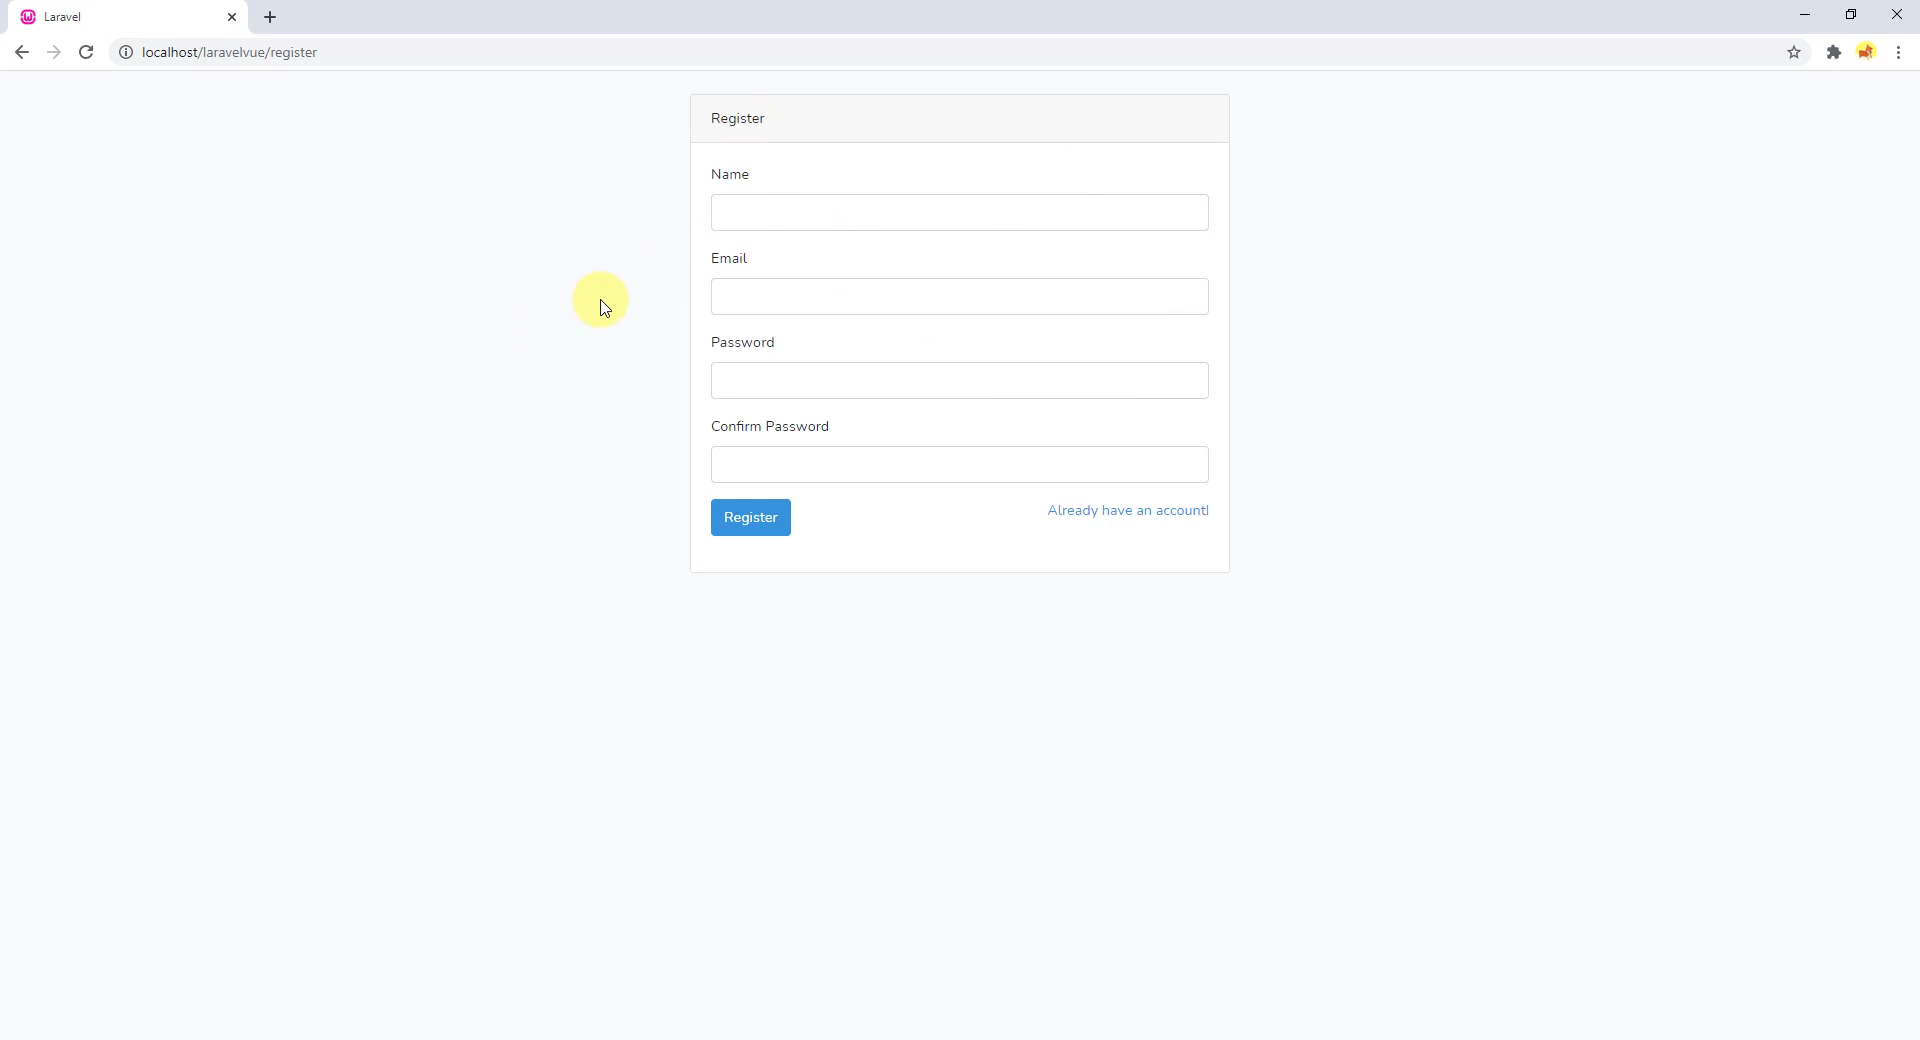 Laravel
localhost/laravelvue/register
Register
Name
Email
Password
Confirm Password
Register
Already have an account!